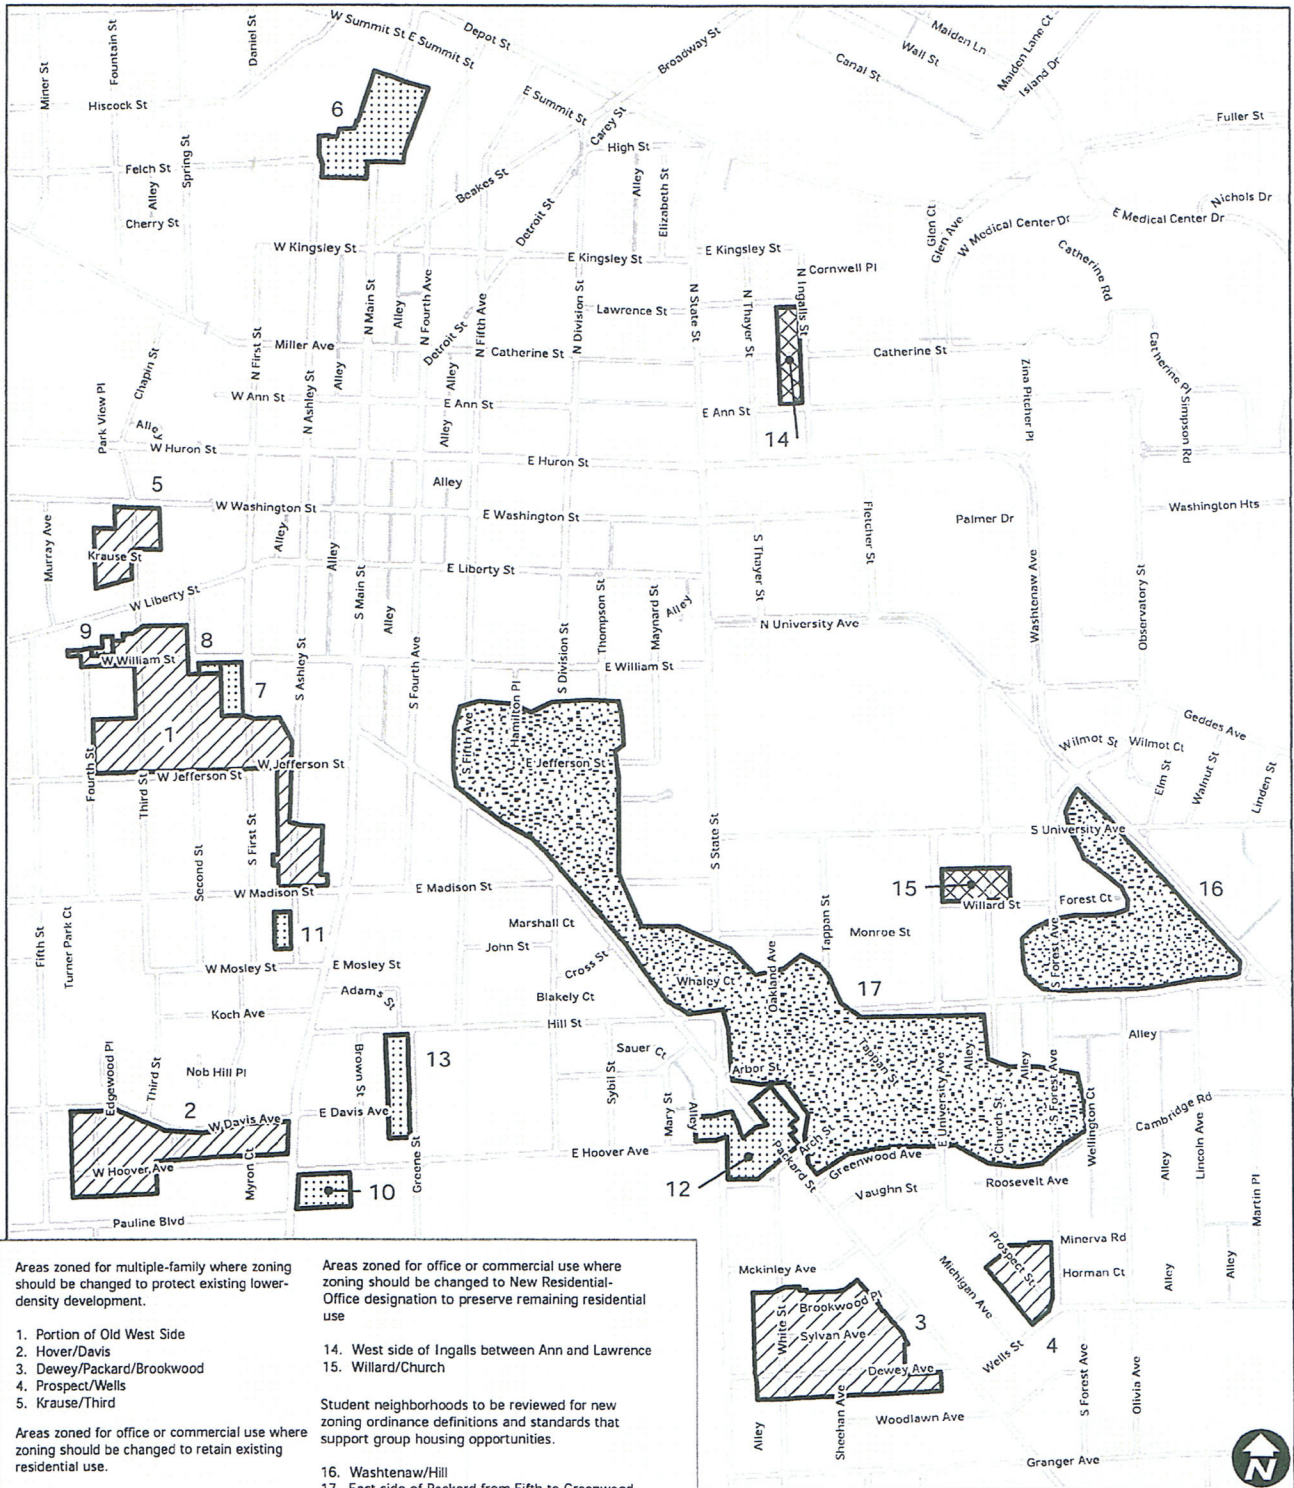 W Summit St
E Summit St
Depot St
Broadway St
Maiden Ln
Wall St
Maiden Lane Ct
Island Dr
Canal St
Miner St
Fountain St
Daniel St
Hiscock St
6
E Summit St
Carey St
High St
Fuller St
Felch St
Spring St
Alley
Cherry St
Beakes St
Detroit St
Alley
Elizabeth St
Glen Ct
Glen Ave
W Medical Center Dr
E Medical Center Dr
Nichols Dr
Catherine Rd
W Kingsley St
E Kingsley St
E Kingsley St
Cornwell Pl
N Main St
Alley
N Fourth Ave
N Fifth Ave
N Division St
Lawrence St
N State St
N Thayer St
N Ingalls St
Miller Ave
N First St
Detroit St
Catherine St
Catherine St
Chapin St
Park View Pl
N Ashley St
Alley
Alley
Zina Pitcher Pl
Catherine Pl
Simpson Rd
W Ann St
E Ann St
E Ann St
14
Alley
W Huron St
Alley
E Huron St
Alley
5
W Washington St
E Washington St
Palmer Dr
Washington Hts
Murray Ave
Krause St
Alley
Alley
S Thayer St
Fletcher St
W Liberty St
E Liberty St
S Main St
Alley
Thompson St
Maynard St
Alley
Washtenaw Ave
Observatory St
N University Ave
9
8
W William St
E William St
S Ashley St
S Fourth Ave
S Division St
7
1
S Fifth Ave
Hamilton Pl
E Jefferson St
Fourth St
Third St
W Jefferson St
W Jefferson St
Wilmot St
Wilmot Ct
Geddes Ave
Elm St
Walnut St
Linden St
S First St
Second St
S State St
S University Ave
W Madison St
E Madison St
15
Willard St
Forest Ct
16
Fifth St
Turner Park Ct
11
Marshall Ct
John St
Cross St
Tappan St
Monroe St
S Forest Ave
W Mosley St
E Mosley St
Adams St
Whaley Ct
Oakland Ave
Blakely Ct
17
Koch Ave
Hill St
Alley
Edgewood Pl
Third St
Nob Hill Pl
Brown St
13
Sauer Ct
Sybil St
Arbor St
Tappan St
E University Ave
Alley
Alley
S Forest Ave
2
W Davis Ave
E Davis Ave
Mary St
Alley
Church St
Wellington Ct
Cambridge Rd
Lincoln Ave
Alley
W Hoover Ave
Myron Ct
E Hoover Ave
Arch St
Packard St
Greenwood Ave
Greene St
10
12
Vaughn St
Roosevelt Ave
Martin Pl
Pauline Blvd
Prospect St
Minerva Rd
Mckinley Ave
Michigan Ave
Horman Ct
Alley
Alley
Brookwood Pl
White St
Sylvan Ave
3
4
Wells St
Dewey Ave
Sheehan Ave
Woodlawn Ave
S Forest Ave
Olivia Ave
Alley
Granger Ave
N
Areas zoned for multiple-family where zoning
should be changed to protect existing lower-
density development.
1. Portion of Old West Side
2. Hover/Davis
3. Dewey/Packard/Brookwood
4. Prospect/Wells
5. Krause/Third
Areas zoned for office or commercial use where
zoning should be changed to retain existing
residential use.
Areas zoned for office or commercial use where
zoning should be changed to New Residential-
Office designation to preserve remaining residential
use
14. West side of Ingalls between Ann and Lawrence
15. Willard/Church
Student neighborhoods to be reviewed for new
zoning ordinance definitions and standards that
support group housing opportunities.
16. Washtenaw/Hill
17. East side of Packard from Fifth to Greenwood